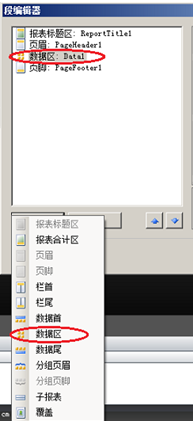 段编辑器
报表标题区: ReportTitle1
页眉: PageHeader1
数据区: Data1
页脚: PageFooter1
报表标题区
报表合计区
页眉
页脚
栏首
栏尾
数据首
数据区
数据尾
分组页眉
分组页脚
子报表
覆盖
cm